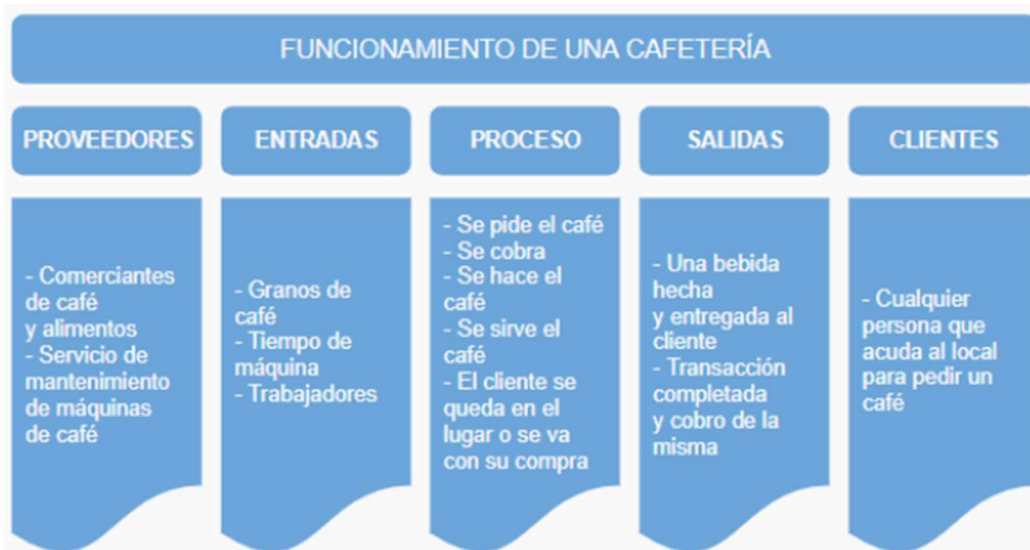 FUNCIONAMIENTO DE UNA CAFETERÍA
PROVEEDORES
ENTRADAS
PROCESO
SALIDAS
CLIENTES
- Comerciantes
de café
y alimentos
- Servicio de
mantenimiento
de máquinas
de café
- Granos de
café
- Tiempo de
máquina
- Trabajadores
- Se pide el café
- Se cobra
- Se hace el
café
- Se sirve el
café
- El cliente se
queda en el
lugar o se va
con su compra
- Una bebida
hecha
y entregada al
cliente
- Transacción
completada
y cobro de la
misma
- Cualquier
persona que
acuda al local
para pedir un
café